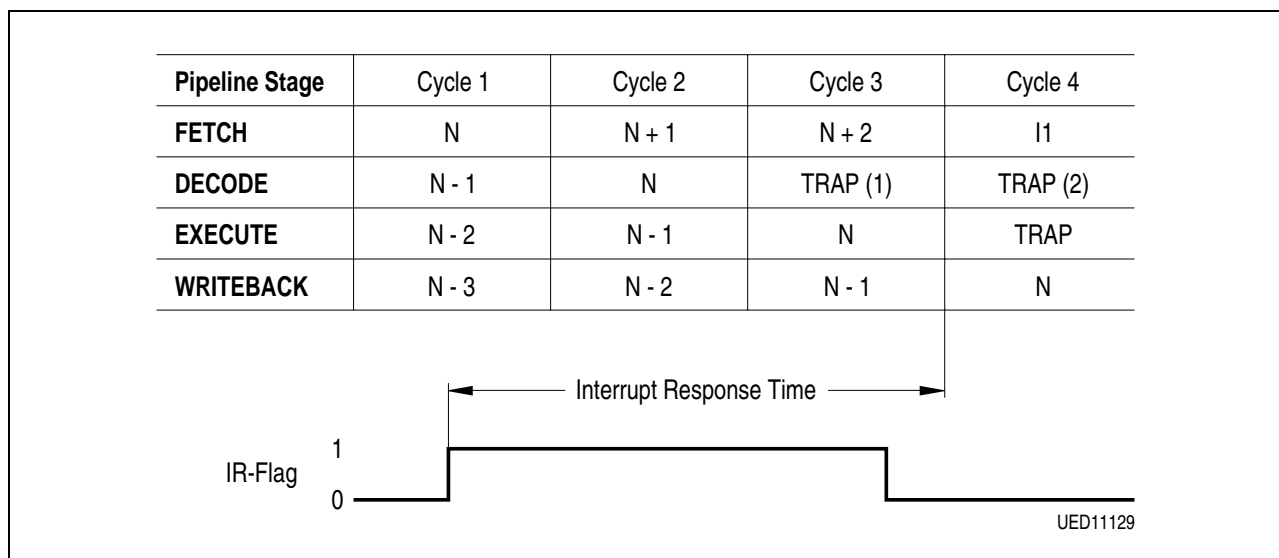 Pipeline Stage Cycle 1 Cycle 2 Cycle 3 Cycle 4
FETCH N N + 1 N + 2 I1
DECODE N - 1 N TRAP (1) TRAP (2)
EXECUTE N - 2 N - 1 N TRAP
WRITEBACK N - 3 N - 2 N - 1 N
Interrupt Response Time
1
IR-Flag
0
UED11129